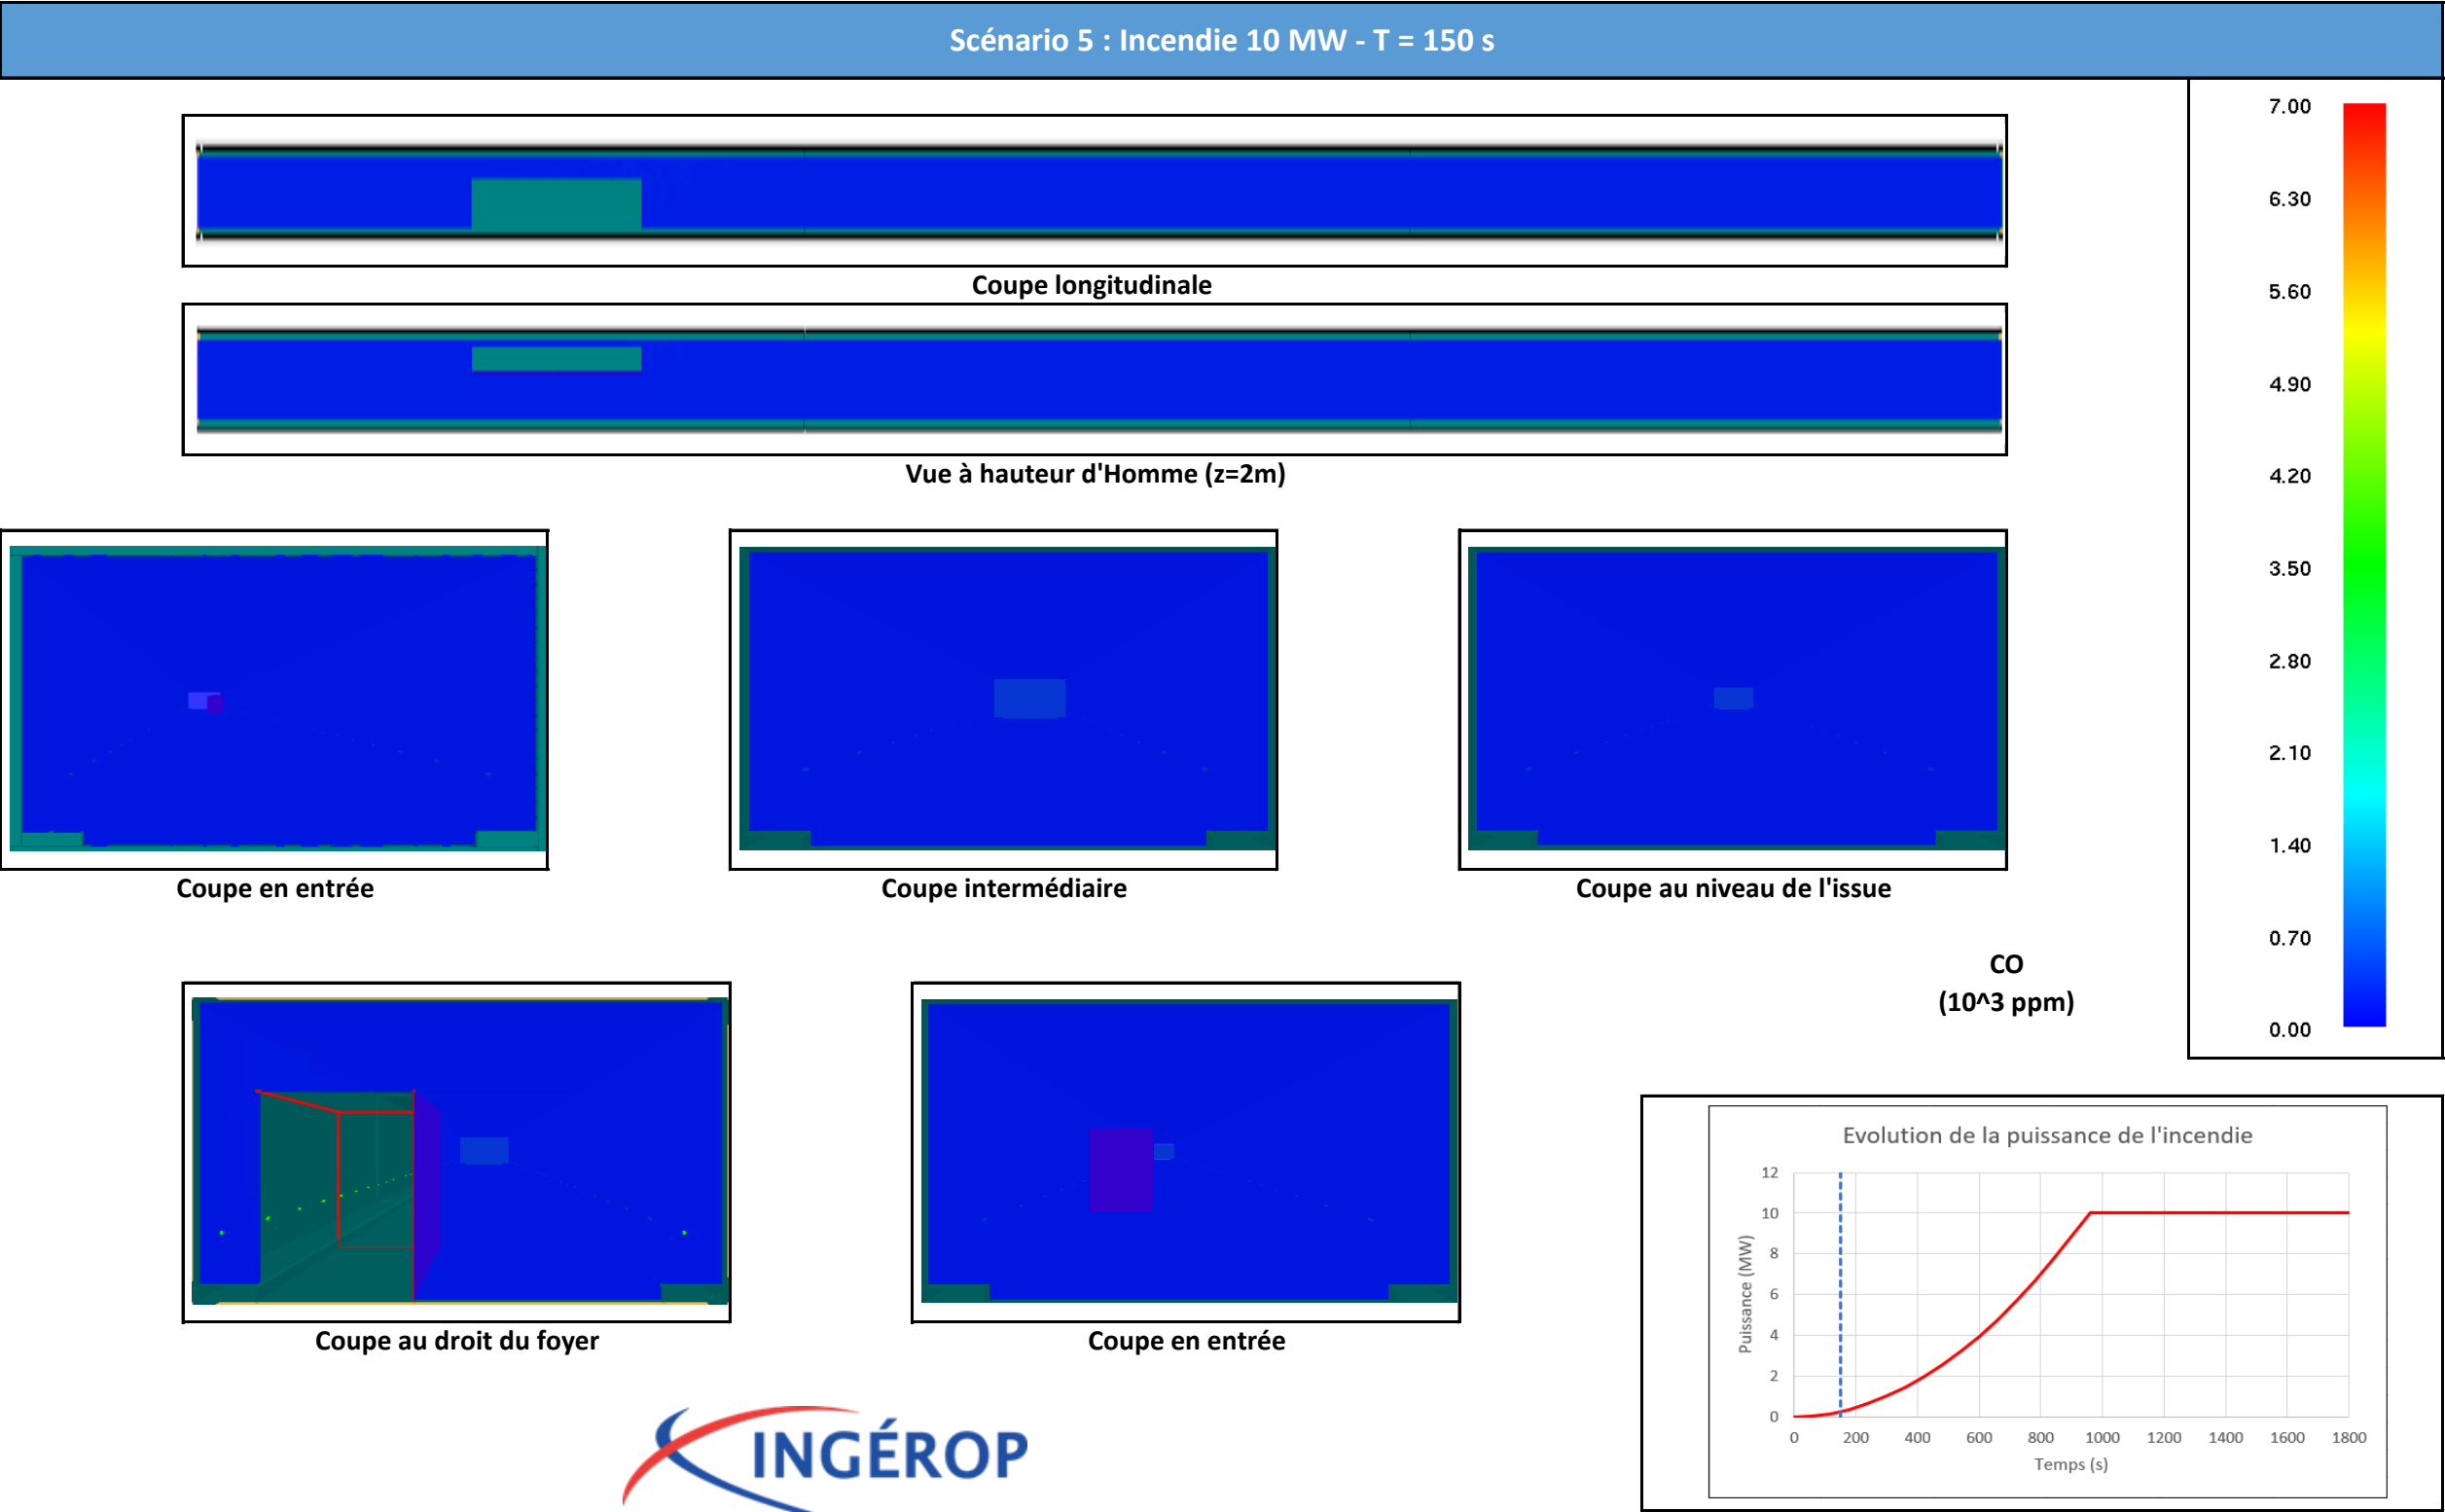 Scénario 5 : Incendie 10 MW - T = 150 s
Coupe longitudinale
Vue à hauteur d'Homme (z=2m)
Coupe en entrée
Coupe intermédiaire
Coupe au niveau de l'issue
Coupe au droit du foyer
Coupe en entrée
7.00
6.30
5.60
4.90
4.20
3.50
2.80
2.10
1.40
0.70
0.00
CO
(10^3 ppm)
Evolution de la puissance de l'incendie
Puissance (MW)
12
10
8
6
4
2
0
0 200 400 600 800 1000 1200 1400 1600 1800
Temps (s)
INGÉROP